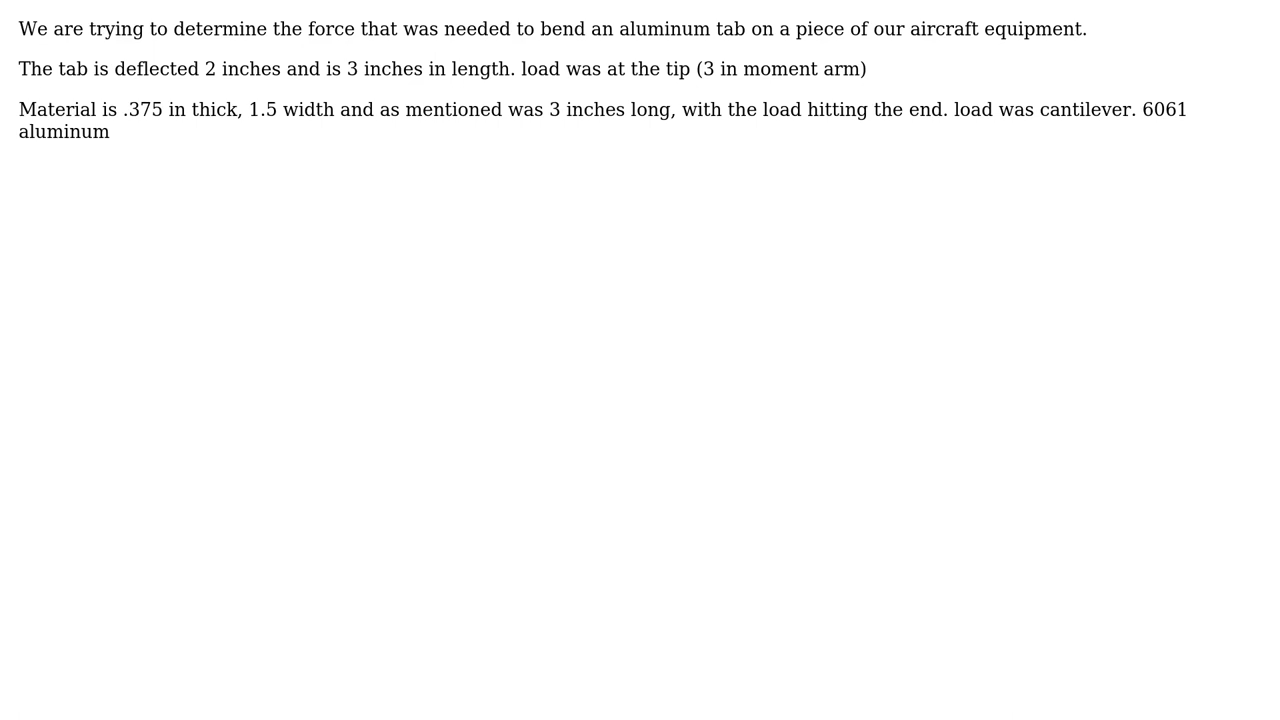 We are trying to determine the force that was needed to bend an aluminum tab on a piece of our aircraft equipment.
The tab is deflected 2 inches and is 3 inches in length. load was at the tip (3 in moment arm)
Material is .375 in thick, 1.5 width and as mentioned was 3 inches long, with the load hitting the end. load was cantilever. 6061
aluminum